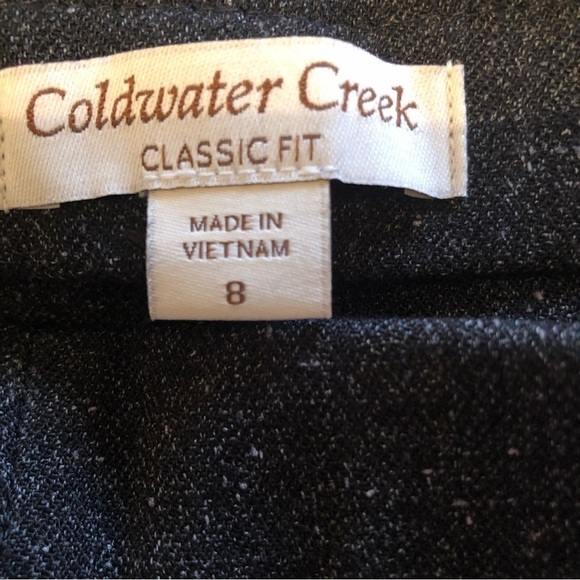 Coldwater Creek
CLASSIC FIT
MADE IN
VIETNAM
8